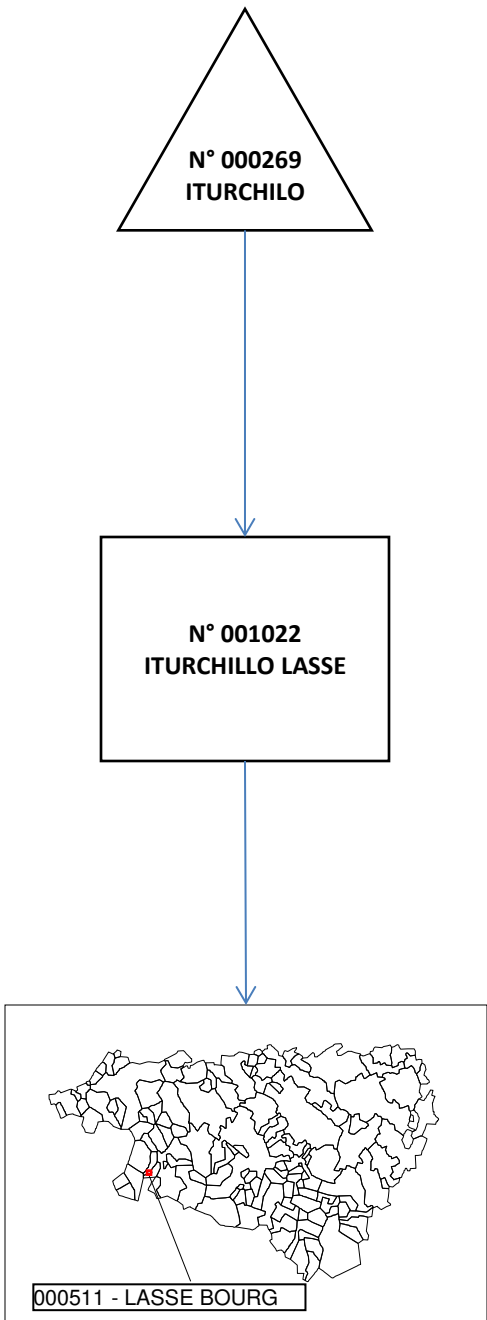 N° 000269
ITURCHILO
N° 001022
ITURCHILLO LASSE
000511 - LASSE BOURG